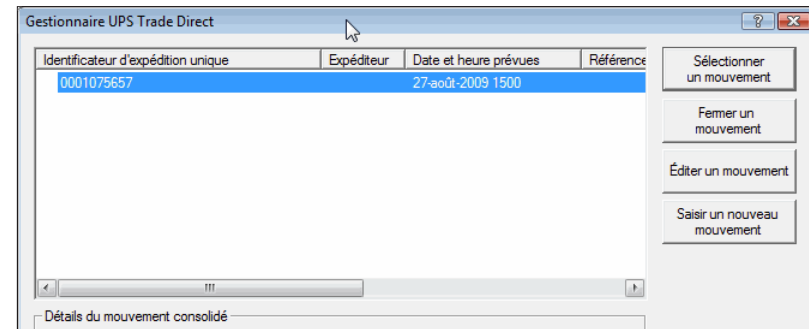 Gestionnaire UPS Trade Direct
Identificateur d'expédition unique Expéditeur Date et heure prévues Référence
0001075657 27-août-2009 1500
Sélectionner
un mouvement
Fermer un
mouvement
Éditer un mouvement
Saisir un nouveau
mouvement
Détails du mouvement consolidé